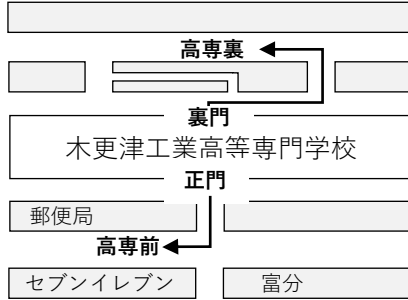 高専裏
裏門
木更津工業高等専門学校
正門
郵便局
高専前
セブンイレブン
富分